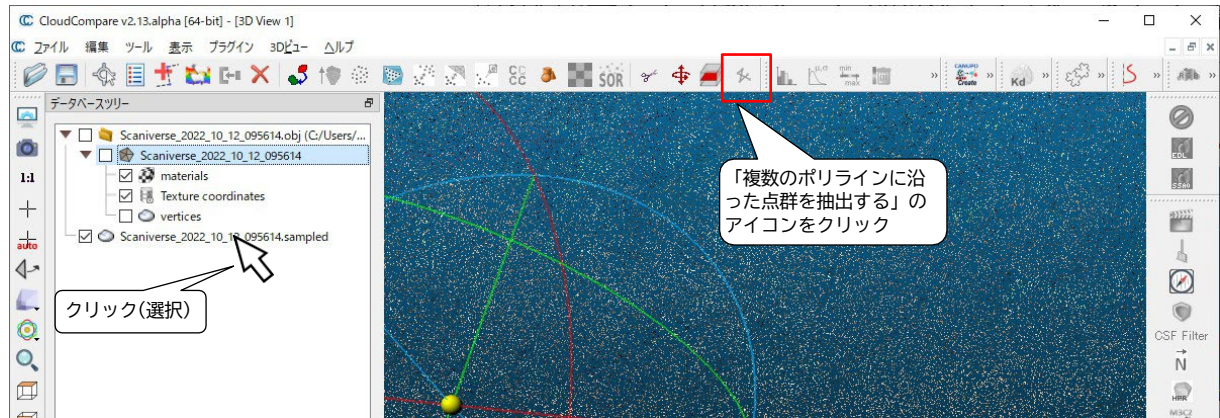 CloudCompare v2.13.alpha [64-bit] - [3D View 1]
ファイル 編集 ツール 表示 プラグイン 3Dビュー ヘルプ
SOR
min
max
CANUPO
Create
Kd
データベースツリー
Scaniverse_2022_10_12_095614.obj (C:/Users/...
Scaniverse_2022_10_12_095614
materials
Texture coordinates
vertices
Scaniverse_2022_10_12_095614.sampled
1:1
auto
クリック(選択)
「複数のポリラインに沿
った点群を抽出する」の
アイコンをクリック
EDL
SSAO
CSF Filter
N
HPR
M3C2